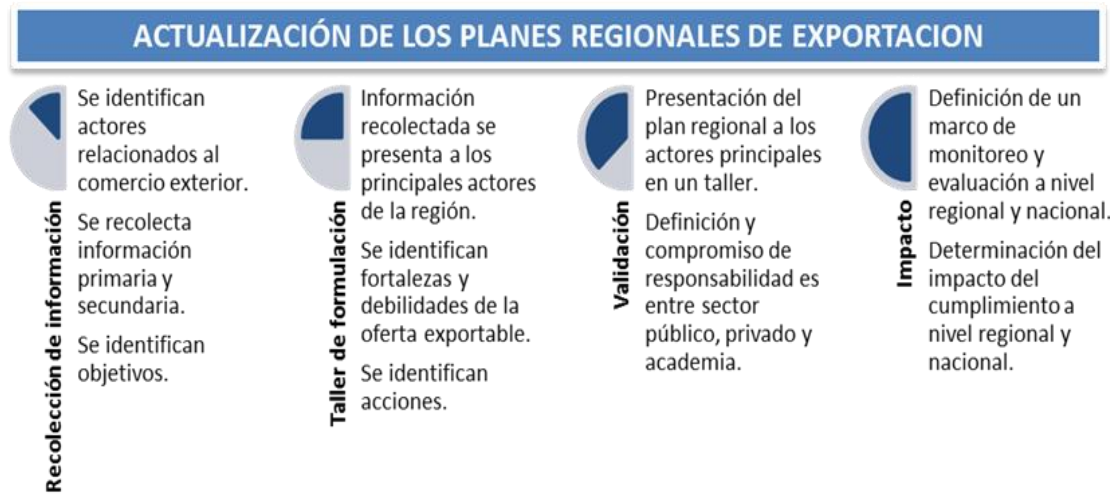 ACTUALIZACIÓN DE LOS PLANES REGIONALES DE EXPORTACION
Recolección de información
Se identifican
actores
relacionados al
comercio exterior.
Se recolecta
información
primaria y
secundaria.
Se identifican
objetivos.
Taller de formulación
Información
recolectada se
presenta a los
principales actores
de la región.
Se identifican
fortalezas y
debilidades de la
oferta exportable.
Se identifican
acciones.
Validación
Presentación del
plan regional a los
actores principales
en un taller.
Definición y
compromiso de
responsabilidad es
entre sector
público, privado y
academia.
Impacto
Definición de un
marco de
monitoreo y
evaluación a nivel
regional y nacional.
Determinación del
impacto del
cumplimiento a
nivel regional y
nacional.